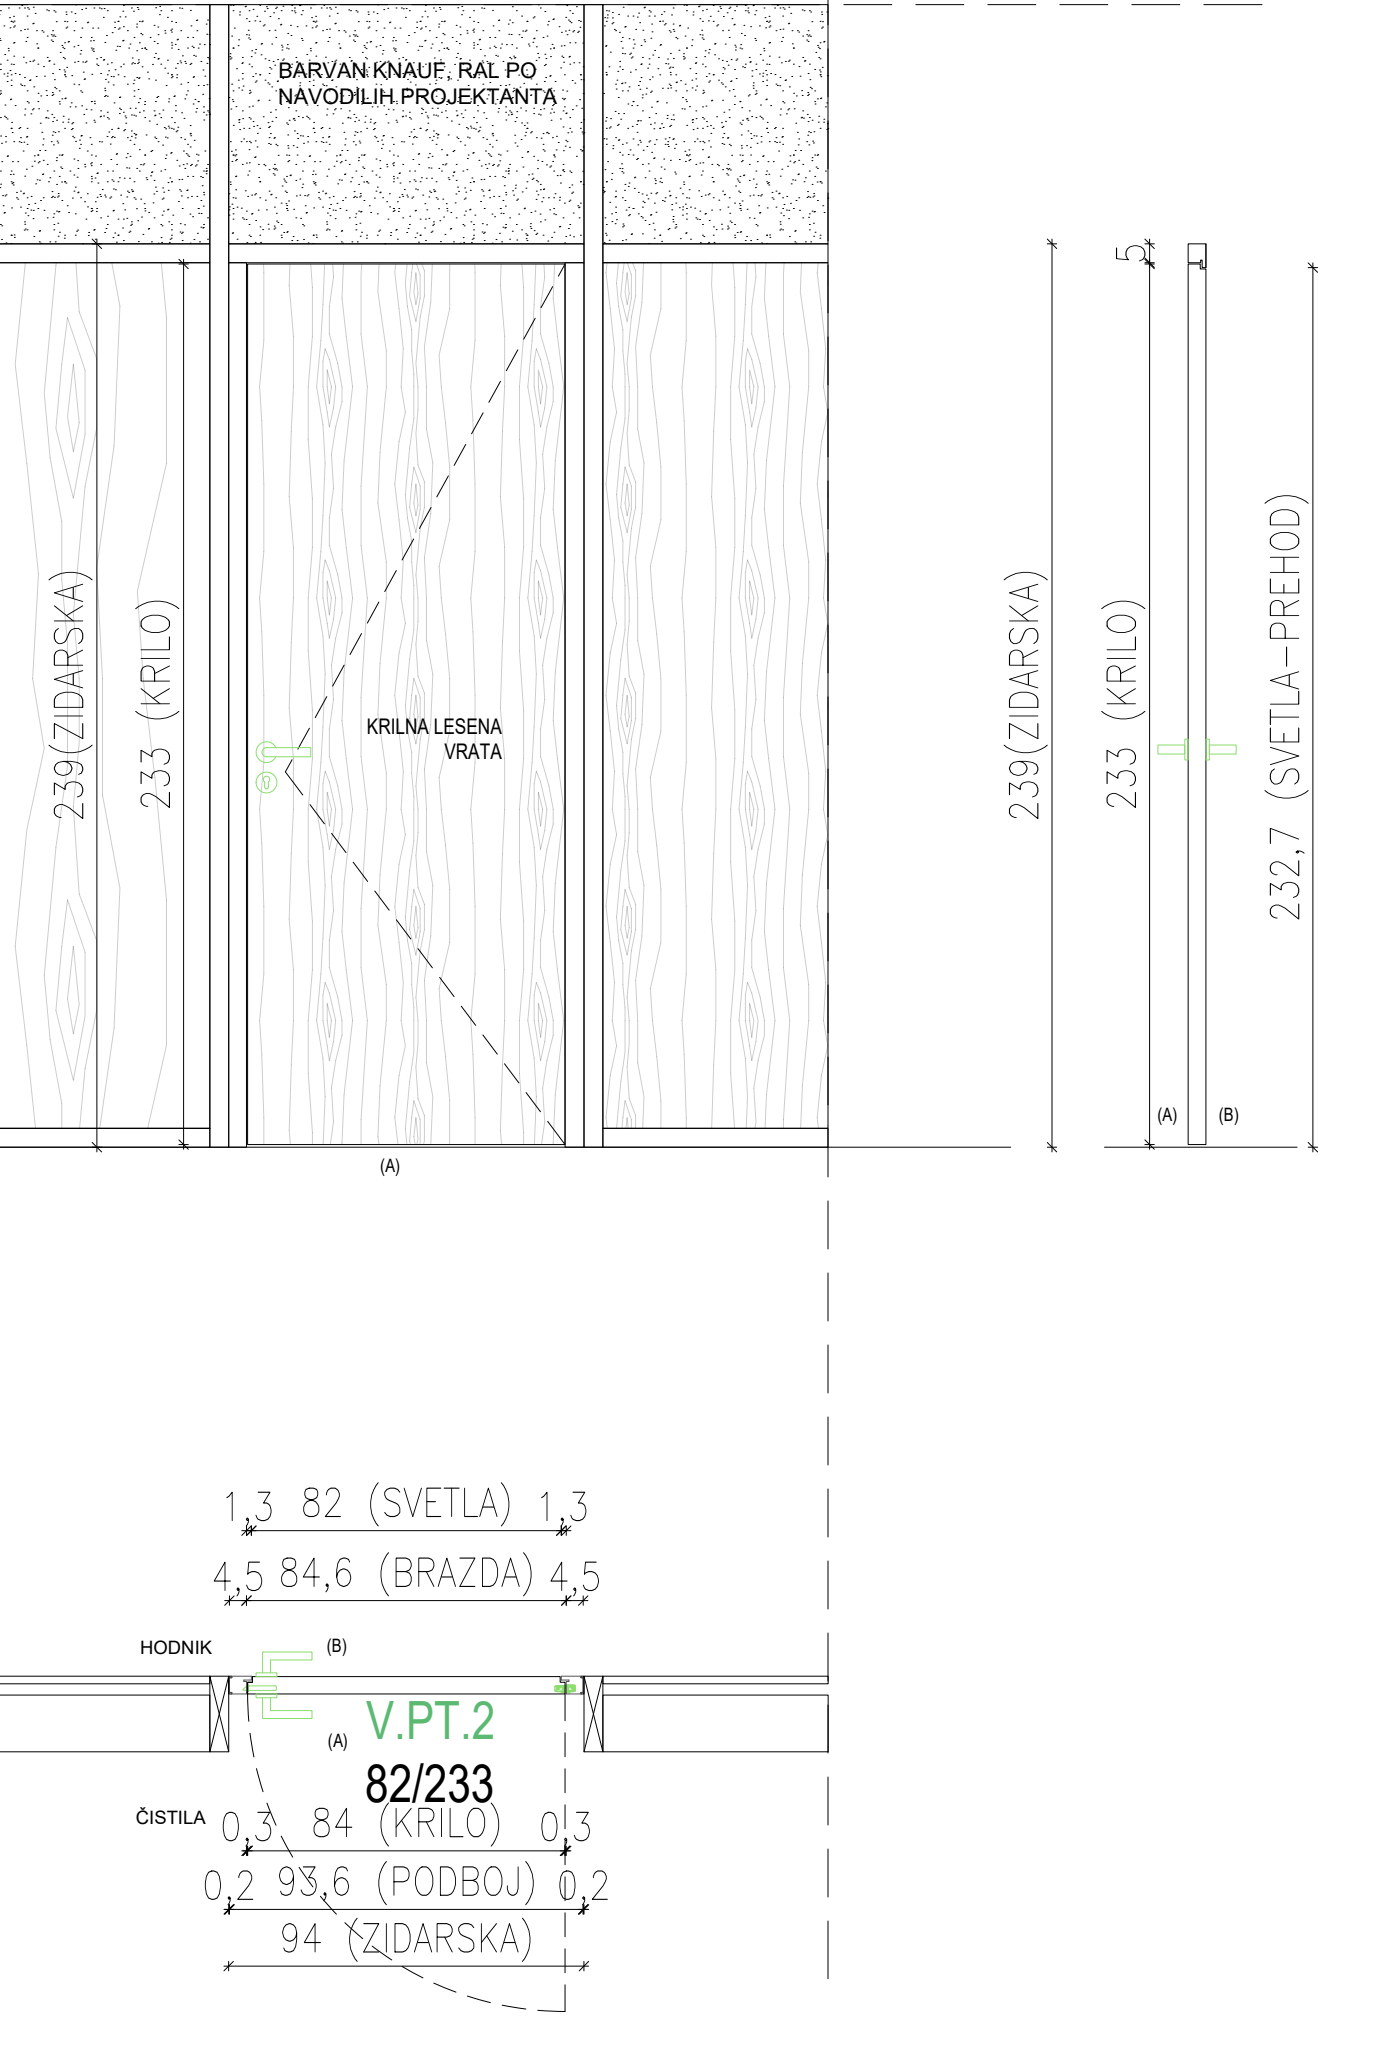 BARVAN KNAUF, RAL PO
NAVODILIH PROJEKTANTA
5
239(ZIDARSKA)
233 (KRILO)
KRILNA LESENA
VRATA
239(ZIDARSKA)
233 (KRILO)
232,7 (SVETLA-PREHOD)
(A)
(B)
(A)
1,3 82 (SVETLA) 1,3
4,5 84,6 (BRAZDA) 4,5
HODNIK
(B)
V.PT.2
(A)
82/233
ČISTILA
0,3 84 (KRILO) 0,3
0,2 93,6 (PODBOJ) 0,2
94 (ZIDARSKA)